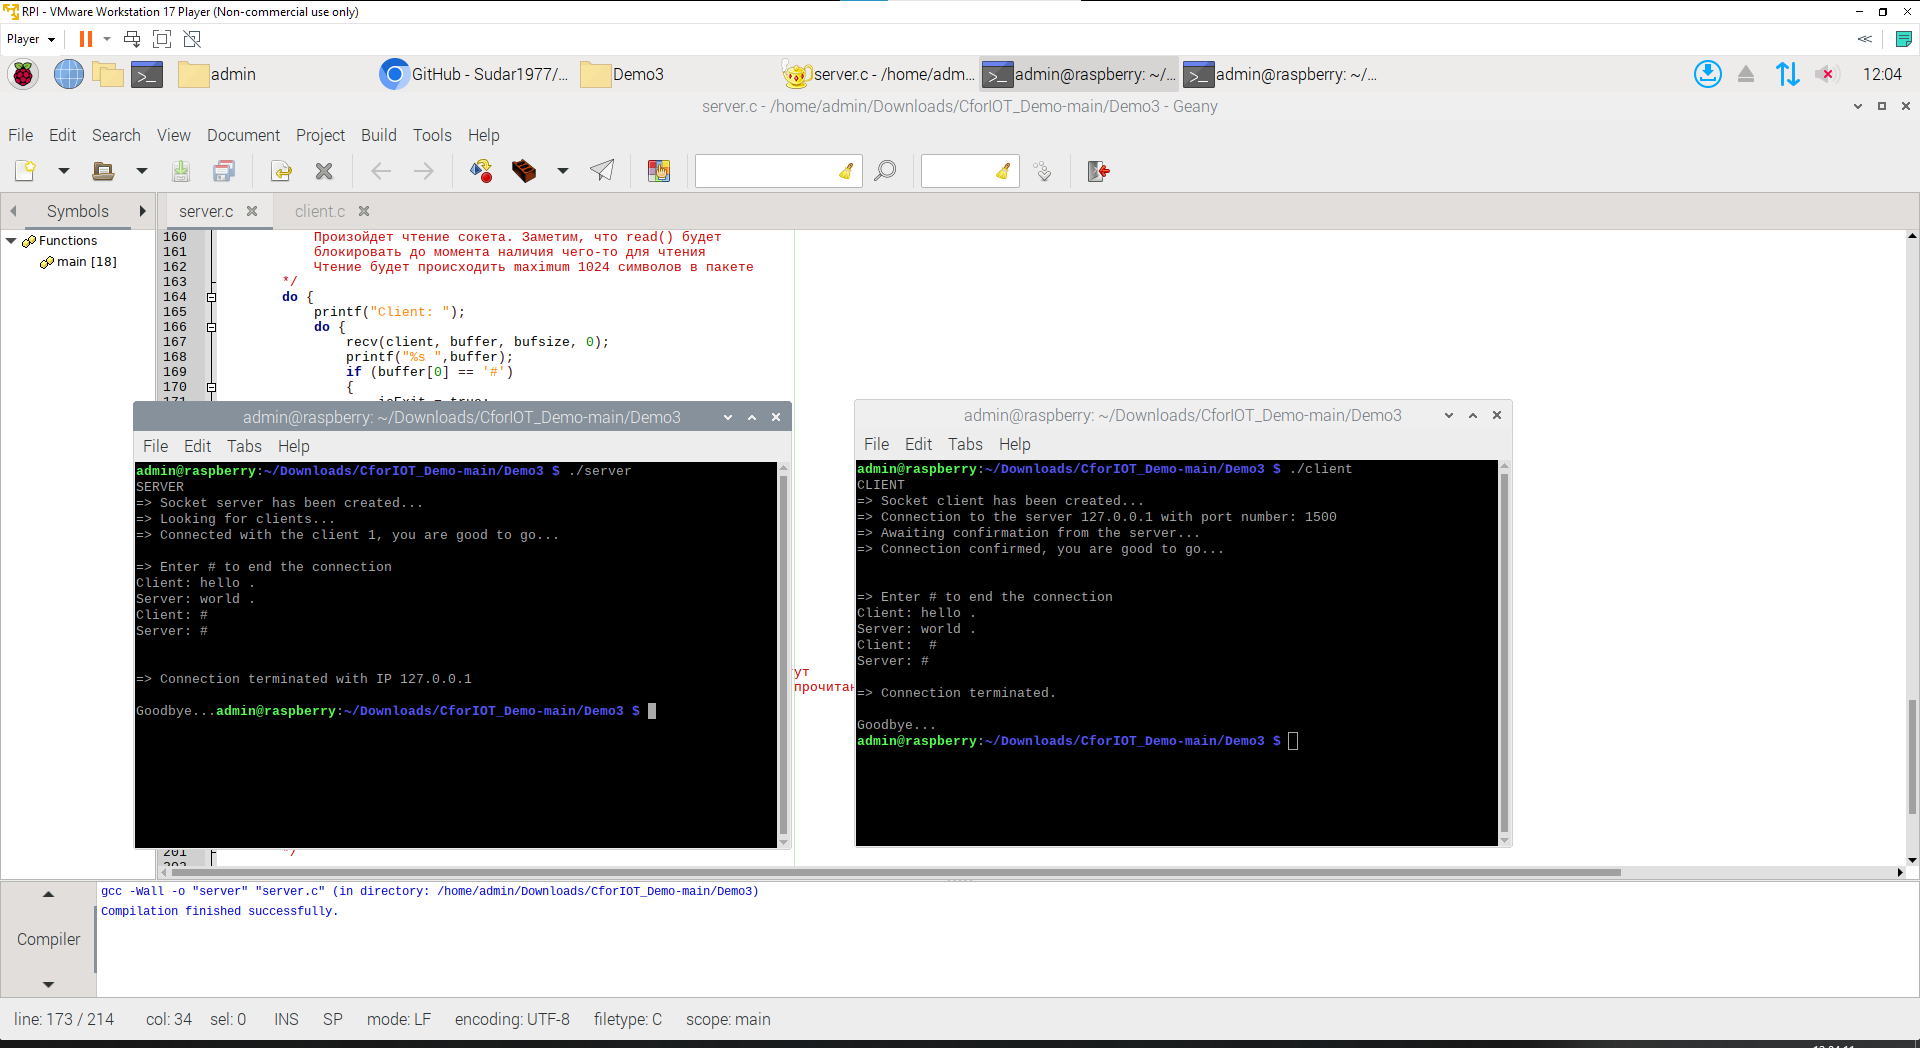 RPI - VMware Workstation 17 Player (Non-commercial use only)
Player
admin
GitHub - Sudar1977/...
Demo3
server.c - /home/adm...
admin@raspberry: ~/...
admin@raspberry: ~/...
12:04
server.c - /home/admin/Downloads/CforIOT_Demo-main/Demo3 - Geany
File Edit Search View Document Project Build Tools Help
Symbols
server.c
client.c
Functions
main [18]
160 Произойдет чтение сокета. Заметим, что read() будет
161 блокировать до момента наличия чего-то для чтения
162 Чтение будет происходить maximum 1024 символов в пакете
163 */
164 do {
165 printf("Client: ");
166 do {
167 recv(client, buffer, bufsize, 0);
168 printf("%s ",buffer);
169 if (buffer[0] == '#')
170 {
admin@raspberry: ~/Downloads/CforIOT_Demo-main/Demo3
File Edit Tabs Help
admin@raspberry:~/Downloads/CforIOT_Demo-main/Demo3 $ ./server
SERVER
=> Socket server has been created...
=> Looking for clients...
=> Connected with the client 1, you are good to go...
=> Enter # to end the connection
Client: hello .
Server: world .
Client: #
Server: #
=> Connection terminated with IP 127.0.0.1
Goodbye...admin@raspberry:~/Downloads/CforIOT_Demo-main/Demo3 $
admin@raspberry: ~/Downloads/CforIOT_Demo-main/Demo3
File Edit Tabs Help
admin@raspberry:~/Downloads/CforIOT_Demo-main/Demo3 $ ./client
CLIENT
=> Socket client has been created...
=> Connection to the server 127.0.0.1 with port number: 1500
=> Awaiting confirmation from the server...
=> Connection confirmed, you are good to go...
=> Enter # to end the connection
Client: hello .
Server: world .
Client:  #
Server: #
=> Connection terminated.
Goodbye...
admin@raspberry:~/Downloads/CforIOT_Demo-main/Demo3 $
201 */
gcc -Wall -o "server" "server.c" (in directory: /home/admin/Downloads/CforIOT_Demo-main/Demo3)
Compilation finished successfully.
Compiler
line: 173 / 214 col: 34 sel: 0 INS SP mode: LF encoding: UTF-8 filetype: C scope: main